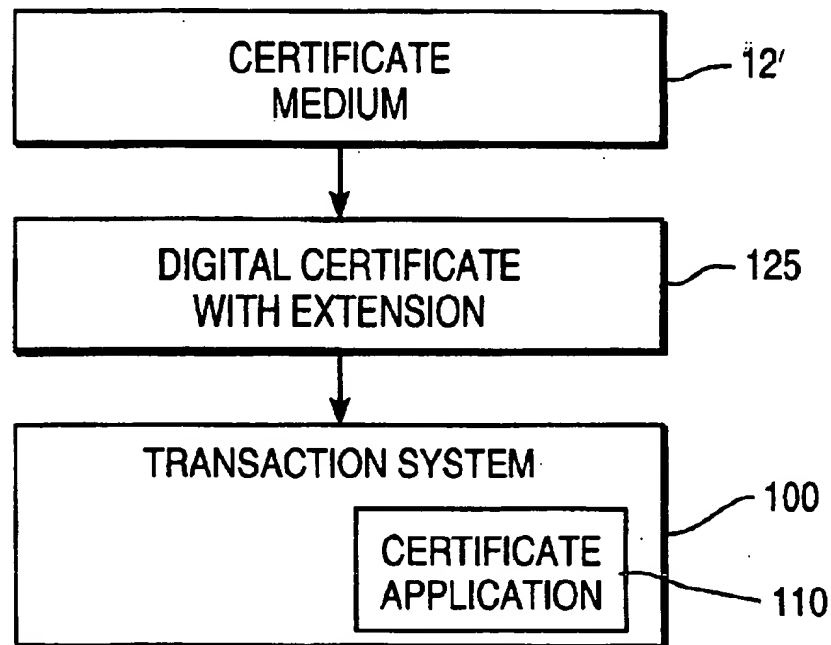 CERTIFICATE
MEDIUM
12'
DIGITAL CERTIFICATE
WITH EXTENSION
125
TRANSACTION SYSTEM
100
CERTIFICATE
APPLICATION
110